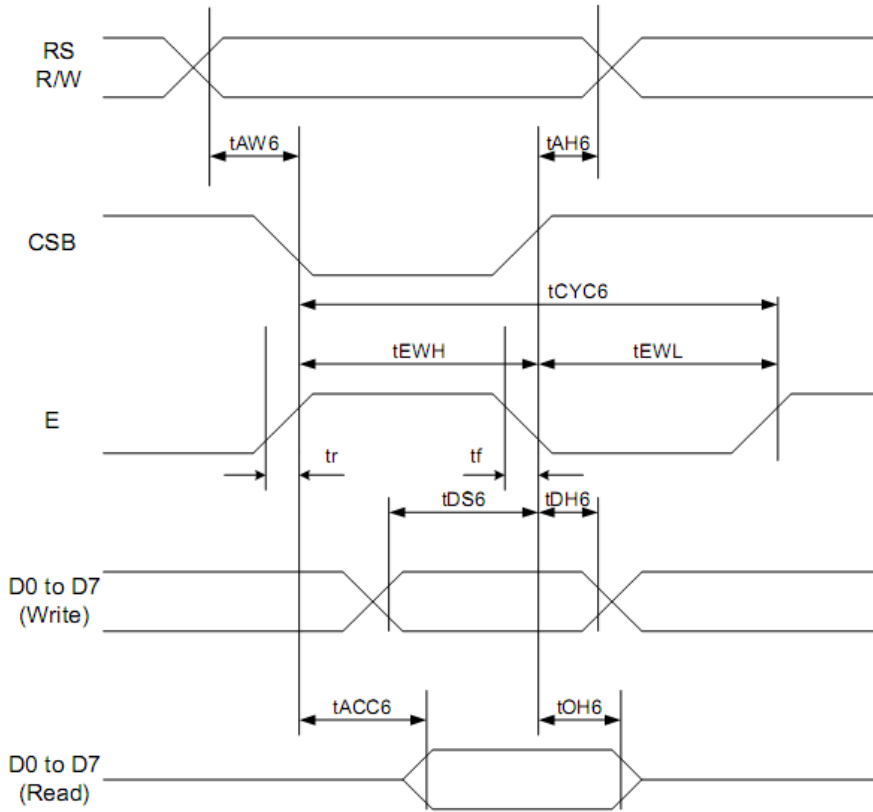 RS
R/W
tAW6
tAH6
CSB
tCYC6
tEWH
tEWL
E
tr
tf
tDS6
tDH6
D0 to D7
(Write)
tACC6
tOH6
D0 to D7
(Read)